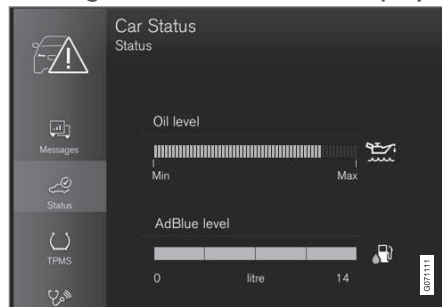 Car Status
Status
Messages
Status
TPMS
Oil level
Min Max
AdBlue level
0 litre 14
G071111